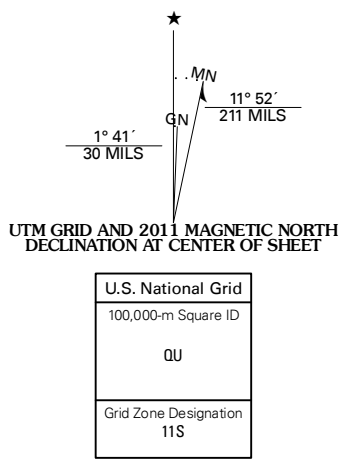 MN
GN
11° 52´
211 MILS
1° 41´
30 MILS
UTM GRID AND 2011 MAGNETIC NORTH
DECLINATION AT CENTER OF SHEET
U.S. National Grid
100,000-m Square ID
QU
Grid Zone Designation
11S